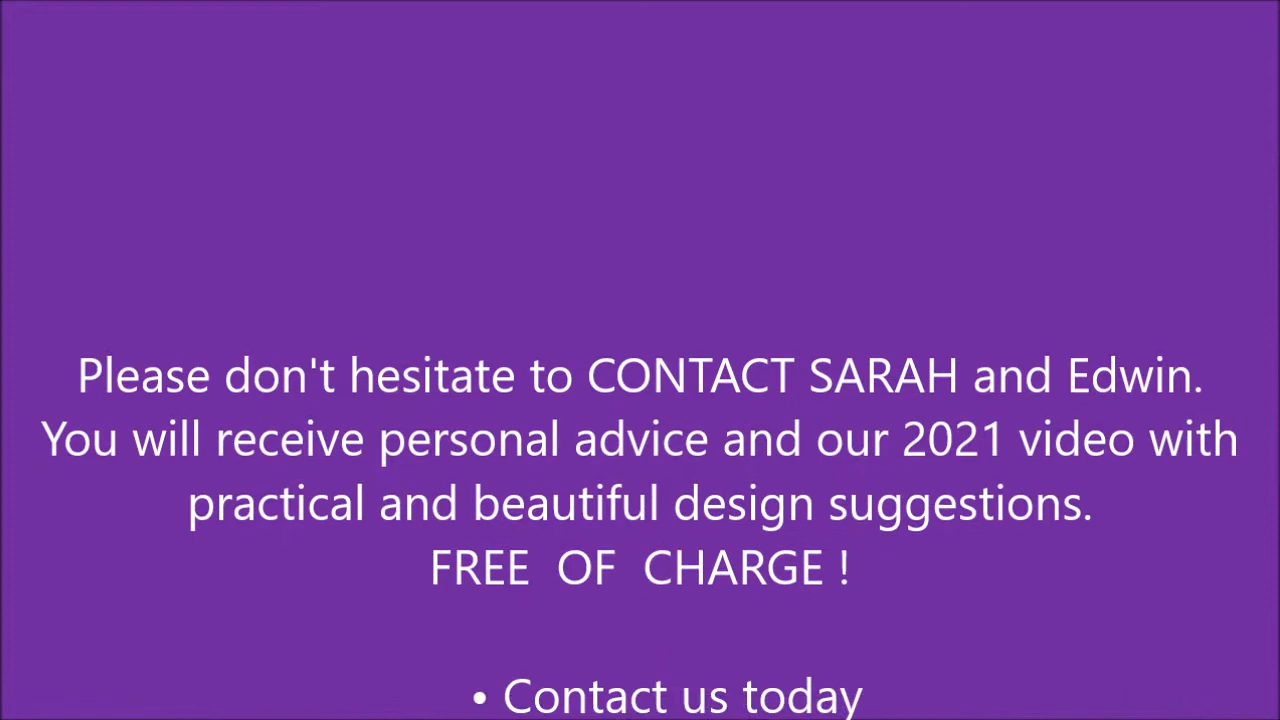 Please don't hesitate to CONTACT SARAH and Edwin.
You will receive personal advice and our 2021 video with
practical and beautiful design suggestions.
FREE  OF  CHARGE !
• Contact us today